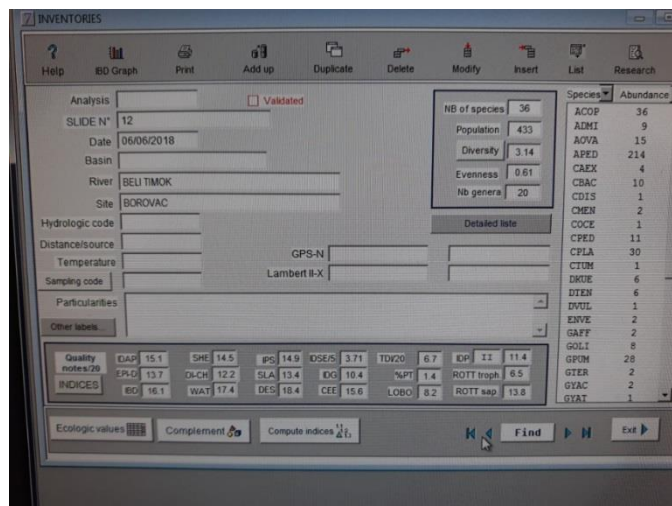 INVENTORIES
Help IBD Graph Print Add up Duplicate Delete Modify Insert List Research
Analysis Validated
SLIDE N° 12
Date 06/06/2018
Basin
River BELI TIMOK
Site BOROVAC
Hydrologic code
Distance/source
Temperature
Sampling code
GPS-N
Lambert II-X
Particularities
Other labels...
NB of species 36
Population 433
Diversity 3.14
Evenness 0.61
Nb genera 20
Detailed liste
Species Abundance
ACOP 36
ADMI 9
AOVA 15
APED 214
CAEX 4
CBAC 10
CDIS 1
CMEN 2
COCE 1
CPED 11
CPLA 30
CTUM 1
DKUE 6
DTEN 6
DVUL 1
ENVE 2
GAFF 2
GOLI 8
GPUM 28
GTER 2
GYAC 2
GYAT 1
Quality notes/20
INDICES
DAP 15.1 SHE 14.5 IPS 14.9 IDSE/5 3.71 TDI/20 6.7 IDP II 11.4
EPI-D 13.7 DI-CH 12.2 SLA 13.4 IDG 10.4 %PT 1.4 ROTT troph. 6.5
IBD 16.1 WAT 17.4 DES 18.4 CEE 15.6 LOBO 8.2 ROTT sap 13.8
Ecologic values Complement Compute indices Find Exit